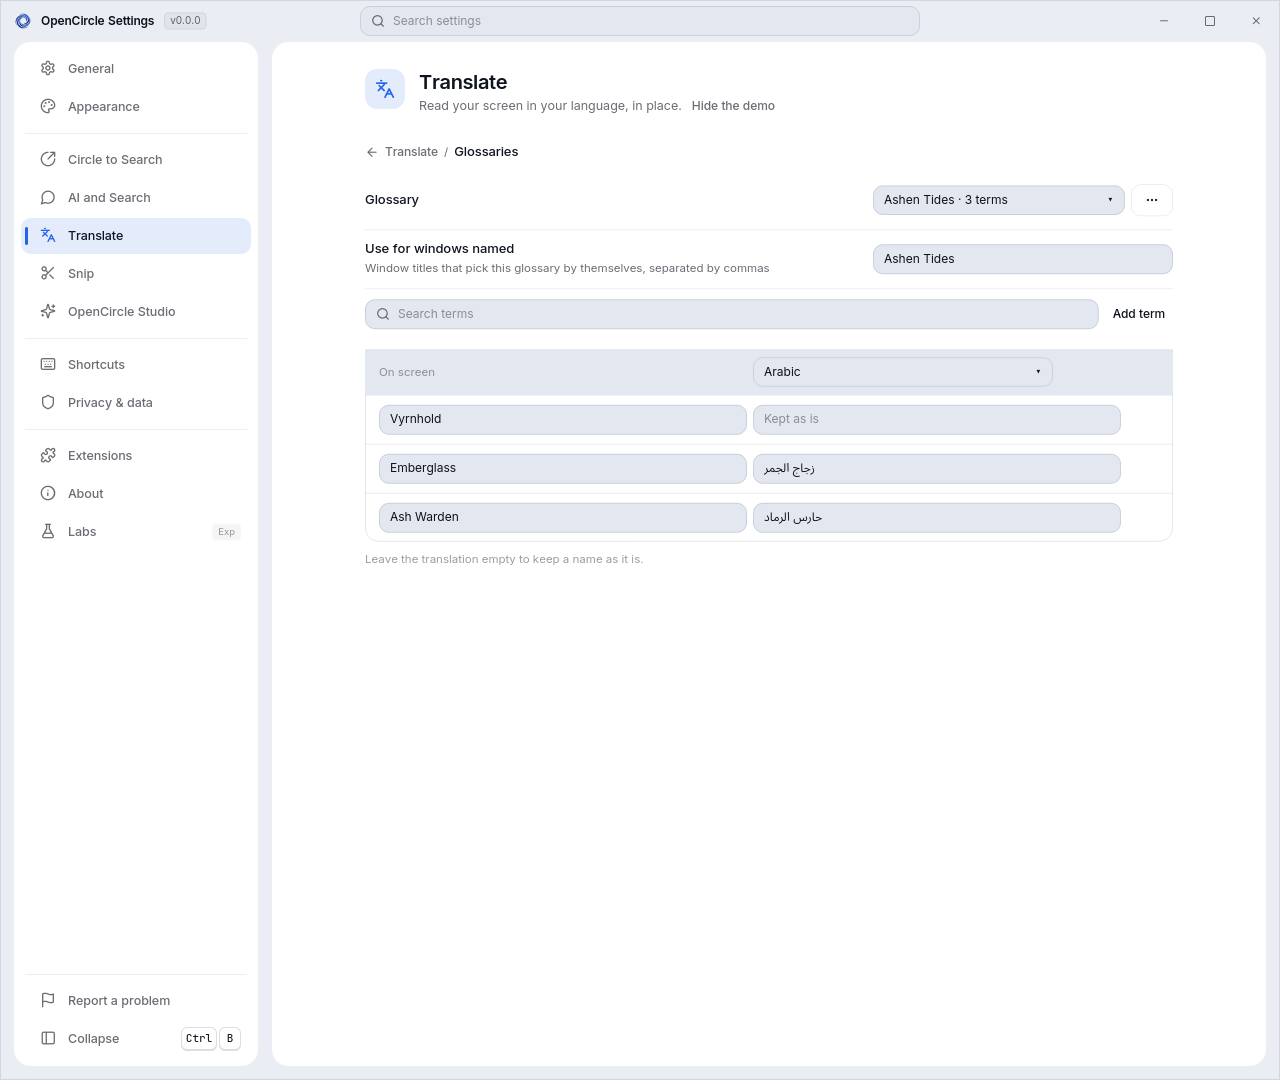 OpenCircle Settings v0.0.0
Search settings
General
Appearance
Circle to Search
AI and Search
Translate
Snip
OpenCircle Studio
Shortcuts
Privacy & data
Extensions
About
Labs Exp
Report a problem
Collapse Ctrl B
Translate
Read your screen in your language, in place. Hide the demo
Translate / Glossaries
Glossary
Ashen Tides · 3 terms
Use for windows named
Window titles that pick this glossary by themselves, separated by commas
Ashen Tides
Search terms
Add term
On screen Arabic
Vyrnhold Kept as is
Emberglass زجاج الجمر
Ash Warden حارس الرماد
Leave the translation empty to keep a name as it is.